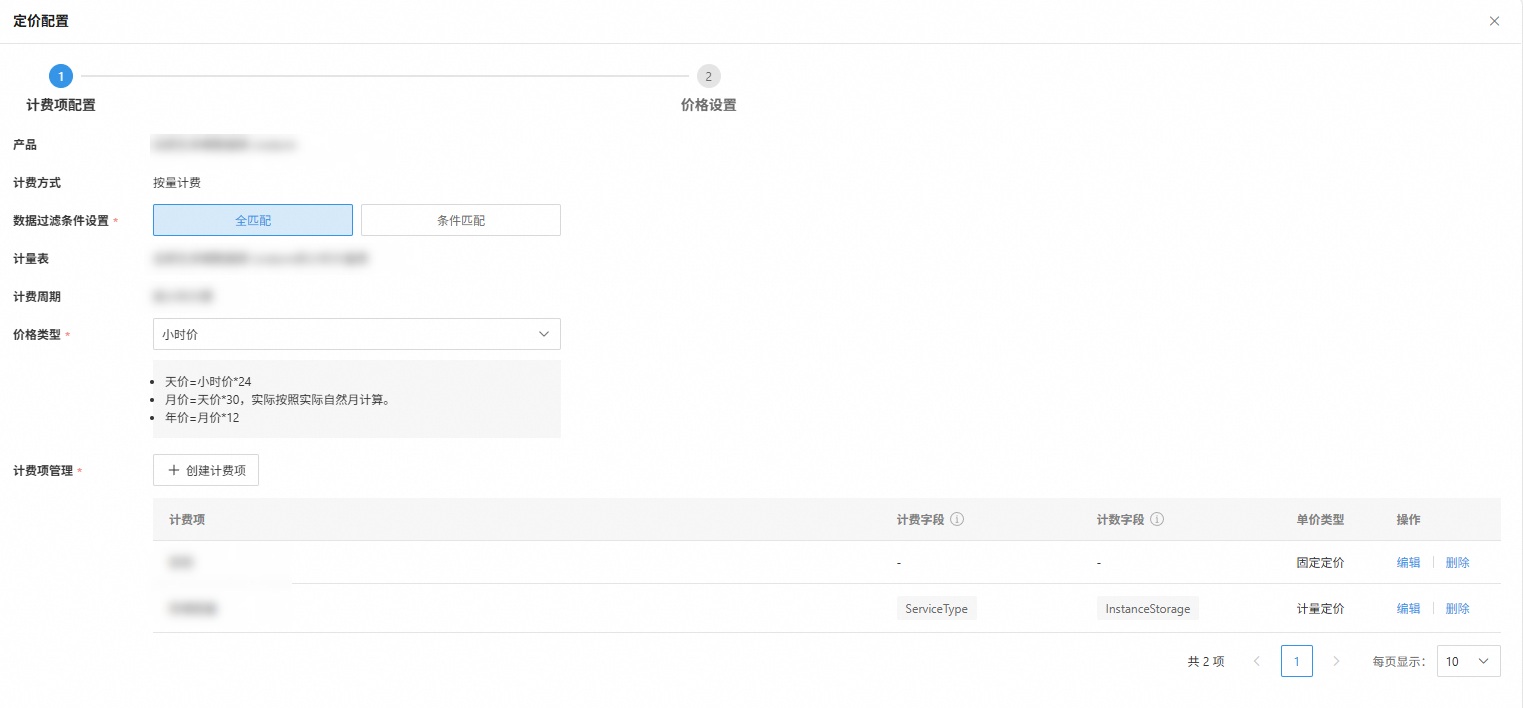 定价配置
1
2
计费项配置
价格设置
产品
计费方式 按量计费
数据过滤条件设置 * 全匹配 条件匹配
计量表
计费周期
价格类型 * 小时价
天价=小时价*24
月价=天价*30，实际按照实际自然月计算。
年价=月价*12
计费项管理 * 创建计费项
计费项 计费字段 计数字段 单价类型 操作
- - 固定定价 编辑 删除
ServiceType InstanceStorage 计量定价 编辑 删除
共 2 项 1 每页显示： 10